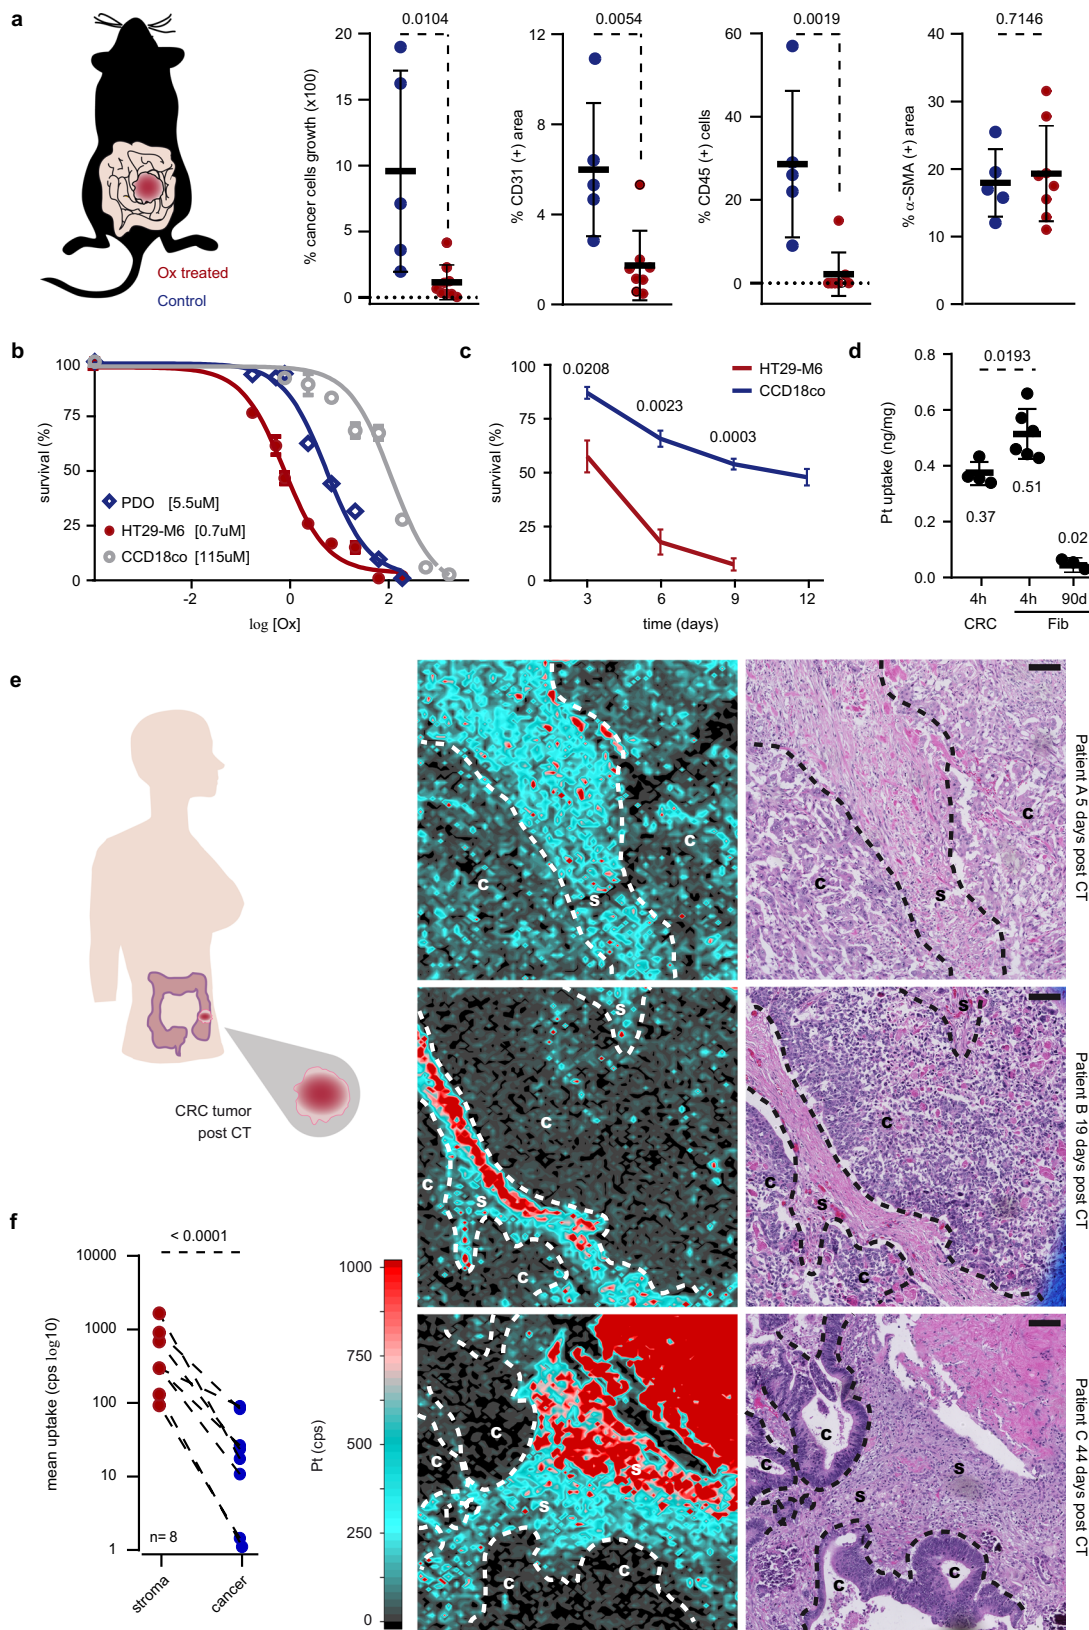 a
0.0104
0.0054
0.0019
0.7146
% cancer cells growth (x100)
20
15
10
5
0
% CD31 (+) area
12
8
4
0
% CD45 (+) cells
60
40
20
0
% α-SMA (+) area
40
30
20
10
0
Ox treated
Control
b
survival (%)
100
75
50
25
0
PDO [5.5uM]
HT29-M6 [0.7uM]
CCD18co [115uM]
-2
0
2
log [Ox]
c
survival (%)
100
75
50
25
0
0.0208
0.0023
0.0003
HT29-M6
CCD18co
3
6
9
12
time (days)
d
Pt uptake (ng/mg)
0.8
0.6
0.4
0.2
0.0
0.0193
0.37
0.51
0.02
4h
4h
90d
CRC
Fib
e
CRC tumor
post CT
C
C
S
C
C
S
Patient A 5 days post CT
S
C
C
S
C
S
C
C
S
C
Patient B 19 days post CT
C
C
S
S
C
C
C
C
S
S
C
C
Patient C 44 days post CT
Pt (cps)
1000
750
500
250
0
f
< 0.0001
mean uptake (cps log10)
10000
1000
100
10
1
n= 8
stroma
cancer